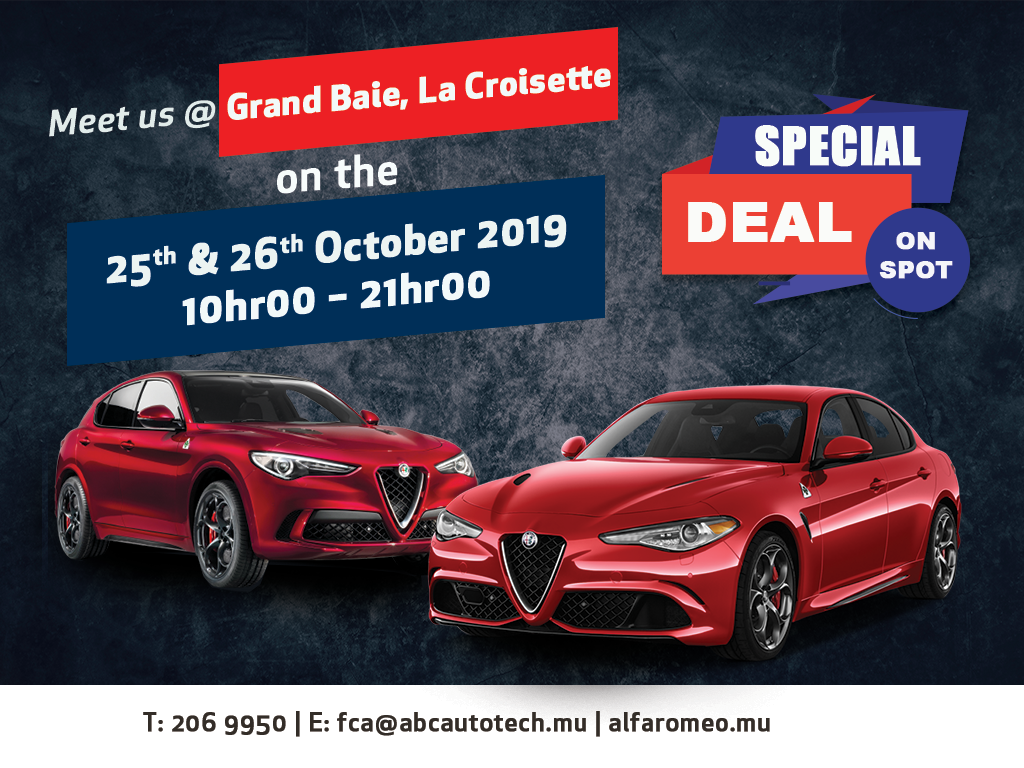 Meet us @ Grand Baie, La Croisette
on the
25th & 26th October 2019
10hr00 – 21hr00
SPECIAL
DEAL
ON
SPOT
T: 206 9950 | E: fca@abcautotech.mu | alfaromeo.mu